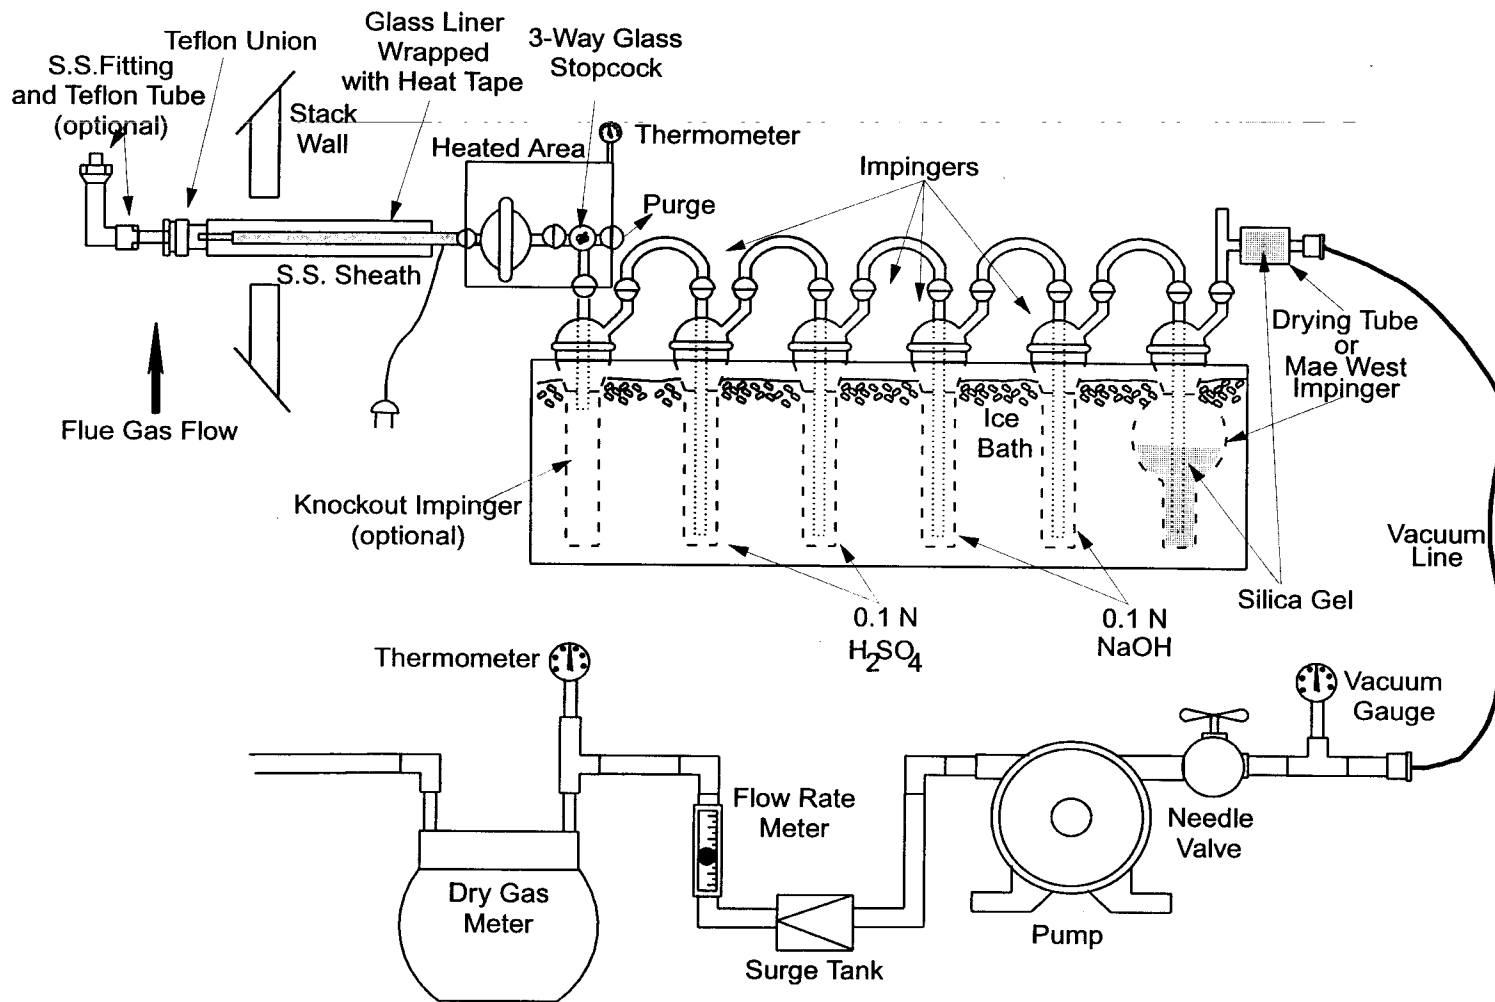 S.S.Fitting
and Teflon Tube
(optional)
Teflon Union
Glass Liner
Wrapped
with Heat Tape
3-Way Glass
Stopcock
Stack
Wall
Heated Area
Thermometer
Impingers
Purge
S.S. Sheath
Flue Gas Flow
Drying Tube
or
Mae West
Impinger
Ice
Bath
Knockout Impinger
(optional)
Vacuum
Line
Silica Gel
0.1 N
H2SO4
0.1 N
NaOH
Thermometer
Vacuum
Gauge
Flow Rate
Meter
Needle
Valve
Dry Gas
Meter
Pump
Surge Tank